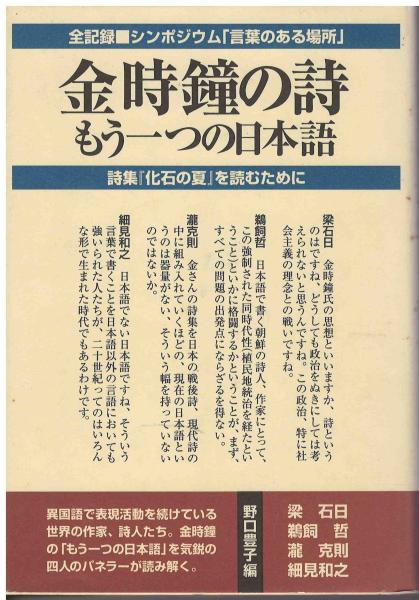 全記録■シンポジウム「言葉のある場所」
金時鐘の詩
もう一つの日本語
詩集『化石の夏』を読むために
梁石日 金時鐘氏の思想といいますか、詩という
のはですね、どうしても政治をぬきにしては考
えられないと思うんですね。この政治、特に社
会主義の理念との戦いですね。
鵜飼哲 日本語で書く朝鮮の詩人、作家にとって、
この強制された同時代性(植民地統治を経たとい
うこと)といかに格闘するかということが、まず、
すべての問題の出発点にならざるを得ない。
瀧克則 金さんの詩集を日本の戦後詩、現代詩の
中に組み入れていくほどの、現在の日本語とい
うのは器量がない、そういう幅を持っていない
のではないか。
細見和之 日本語でない日本語ですね、そういう
言葉で書くことを日本語以外の言語においても
強いられた人たちが、二十世紀ってのはいろん
な形で生まれた時代でもあるわけです。
異国語で表現活動を続けている
世界の作家、詩人たち。金時鐘
の「もう一つの日本語」を気鋭の
四人のパネラーが読み解く。
野口豊子編
梁 石日
鵜飼 哲
瀧 克則
細見和之